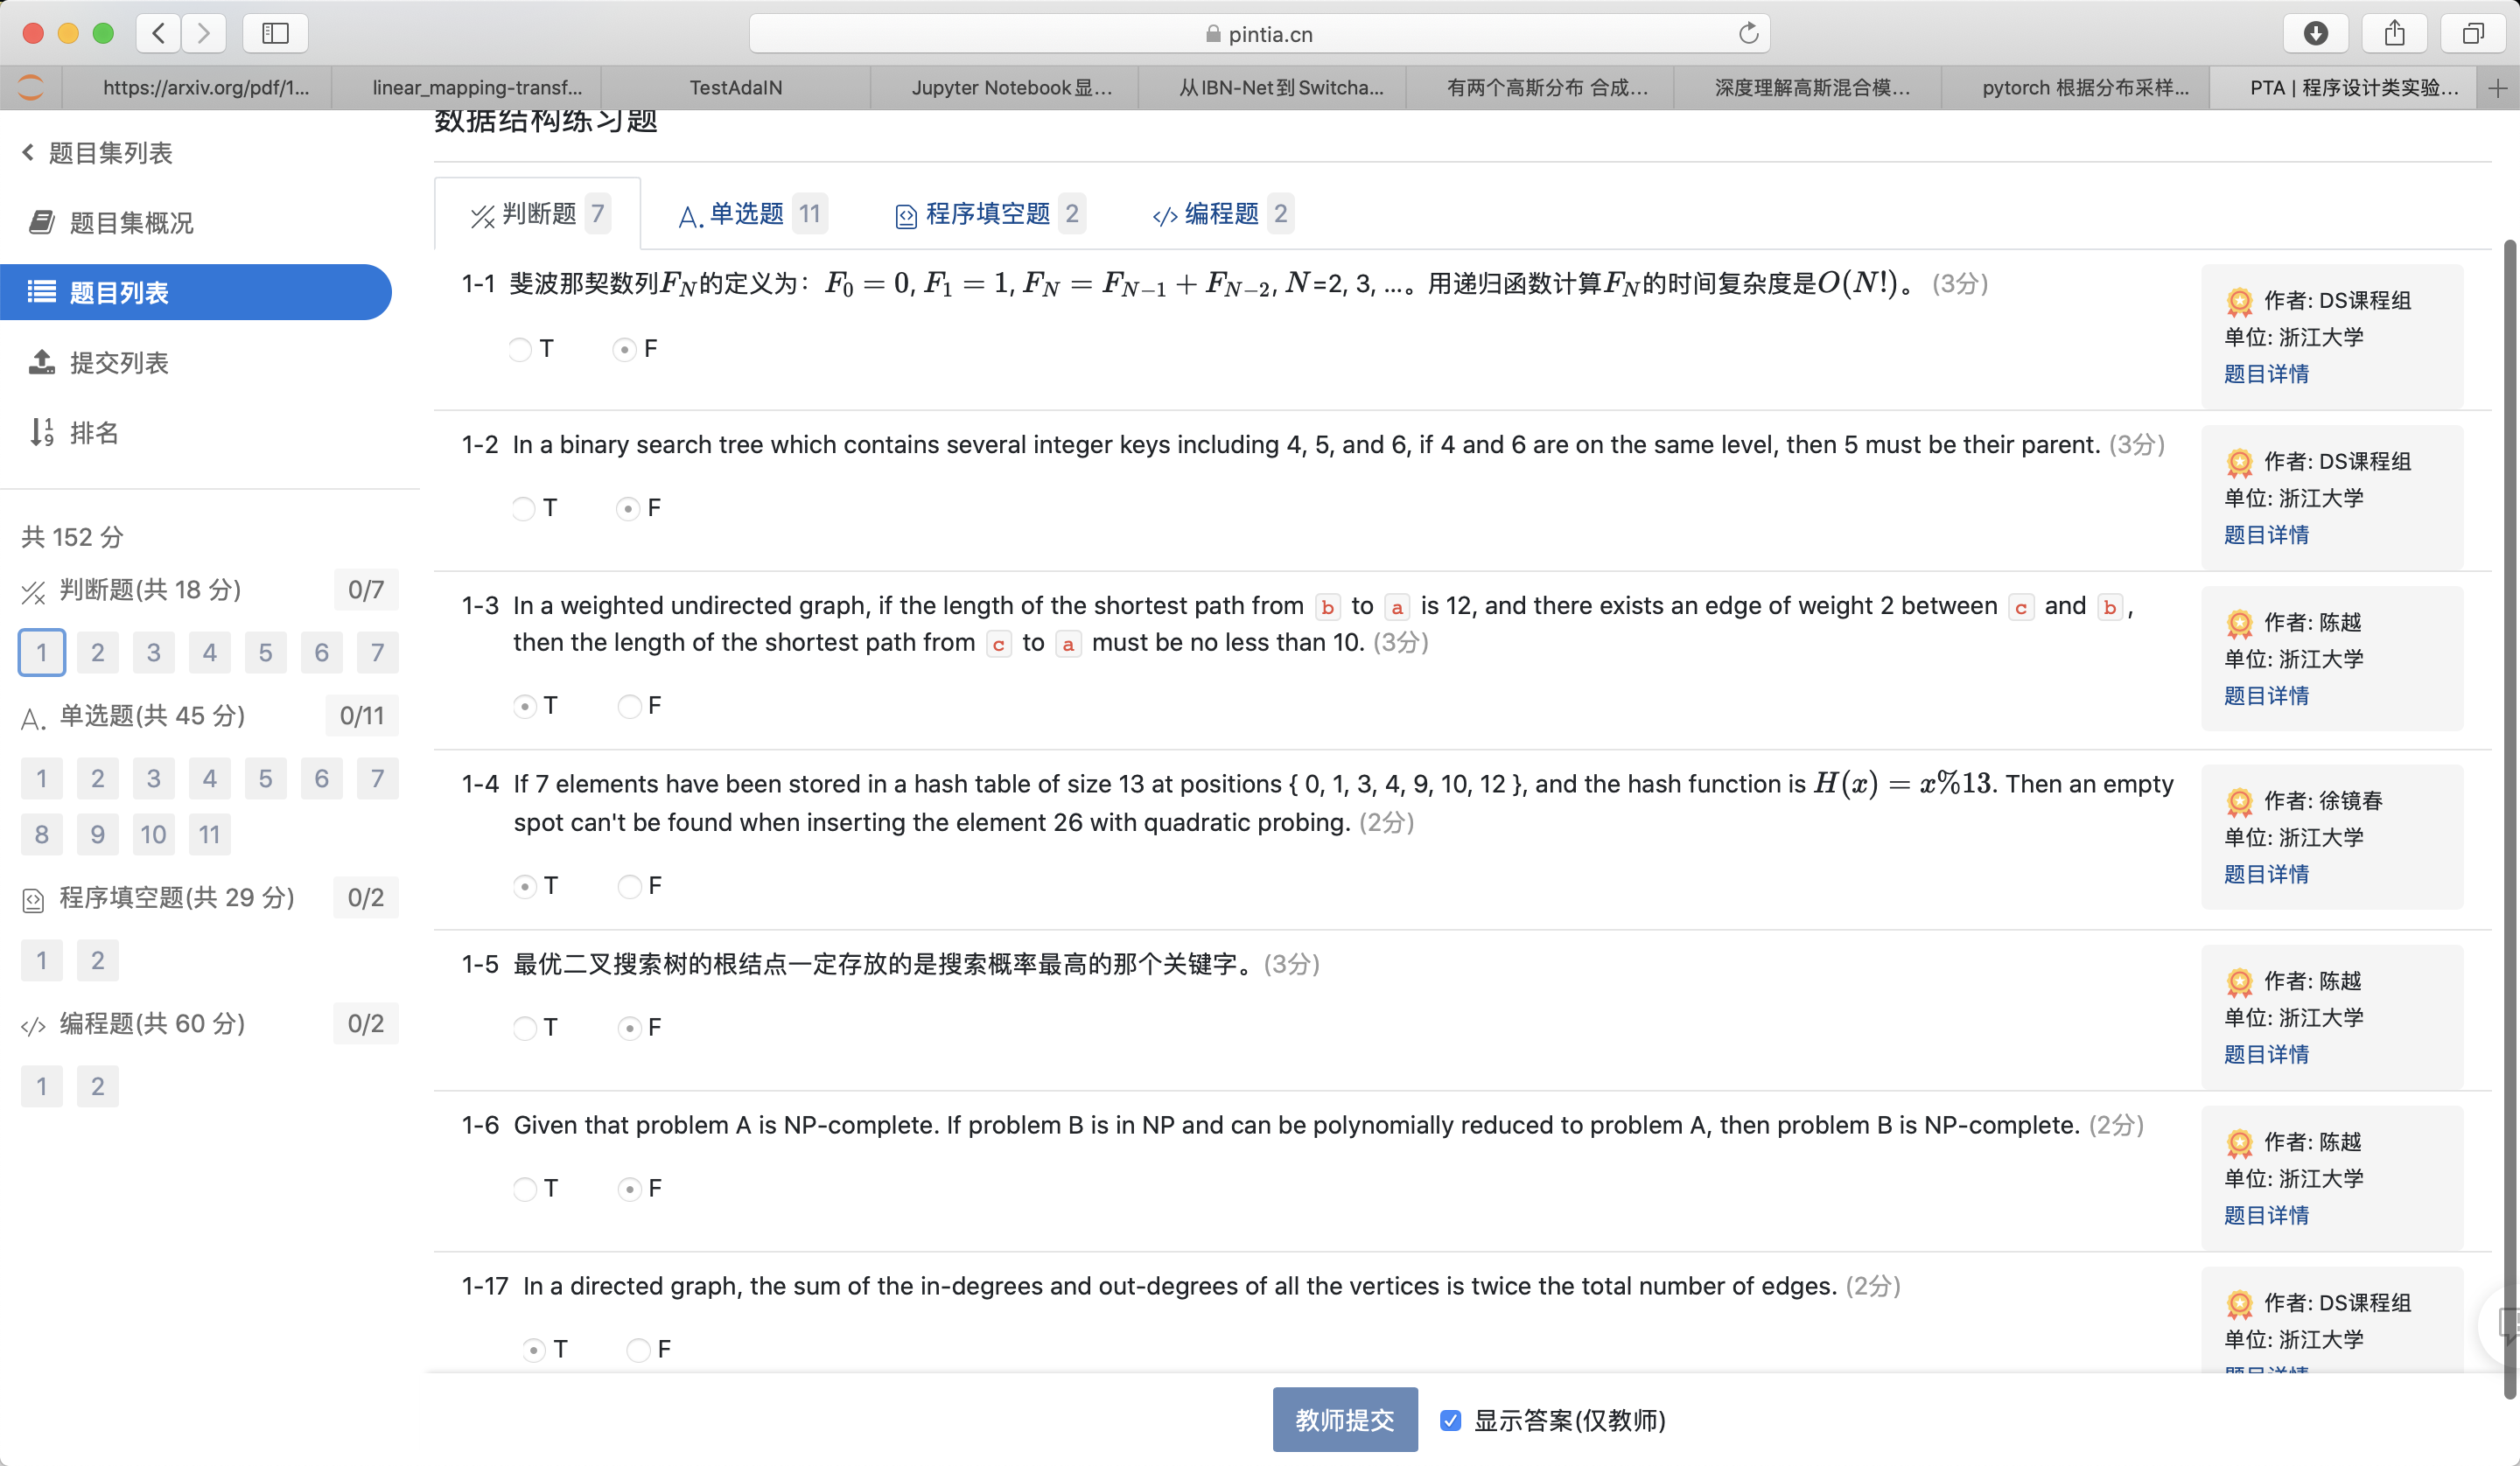 pintia.cn
https://arxiv.org/pdf/1...
linear_mapping-transf...
TestAdaIN
Jupyter Notebook显...
从IBN-Net到Switcha...
有两个高斯分布 合成...
深度理解高斯混合模...
pytorch 根据分布采样...
PTA | 程序设计类实验...
题目集列表
题目集概况
题目列表
提交列表
排名
共 152 分
判断题(共 18 分) 0/7
1 2 3 4 5 6 7
A. 单选题(共 45 分) 0/11
1 2 3 4 5 6 7
8 9 10 11
程序填空题(共 29 分) 0/2
1 2
</> 编程题(共 60 分) 0/2
1 2
数据结构练习题
判断题 7
A. 单选题 11
程序填空题 2
</> 编程题 2
1-1 斐波那契数列F_N的定义为：F_0 = 0, F_1 = 1, F_N = F_{N−1} + F_{N−2}, N=2, 3, ...。用递归函数计算F_N的时间复杂度是O(N!)。 (3分)
T F
作者: DS课程组
单位: 浙江大学
题目详情
1-2 In a binary search tree which contains several integer keys including 4, 5, and 6, if 4 and 6 are on the same level, then 5 must be their parent. (3分)
T F
作者: DS课程组
单位: 浙江大学
题目详情
1-3 In a weighted undirected graph, if the length of the shortest path from b to a is 12, and there exists an edge of weight 2 between c and b ,
then the length of the shortest path from c to a must be no less than 10. (3分)
T F
作者: 陈越
单位: 浙江大学
题目详情
1-4 If 7 elements have been stored in a hash table of size 13 at positions { 0, 1, 3, 4, 9, 10, 12 }, and the hash function is H(x) = x%13. Then an empty
spot can't be found when inserting the element 26 with quadratic probing. (2分)
T F
作者: 徐镜春
单位: 浙江大学
题目详情
1-5 最优二叉搜索树的根结点一定存放的是搜索概率最高的那个关键字。(3分)
T F
作者: 陈越
单位: 浙江大学
题目详情
1-6 Given that problem A is NP-complete. If problem B is in NP and can be polynomially reduced to problem A, then problem B is NP-complete. (2分)
T F
作者: 陈越
单位: 浙江大学
题目详情
1-17 In a directed graph, the sum of the in-degrees and out-degrees of all the vertices is twice the total number of edges. (2分)
T F
作者: DS课程组
单位: 浙江大学
题目详情
教师提交
显示答案(仅教师)